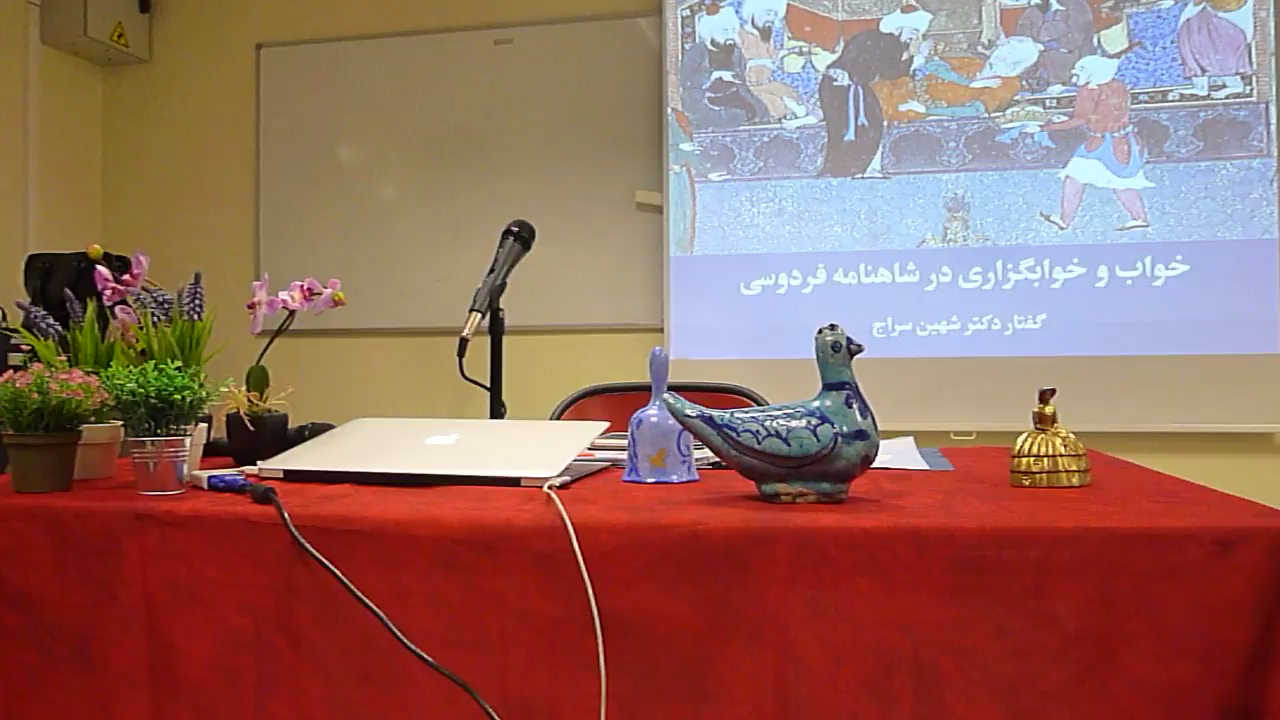 خواب و خوابگزاری در شاهنامه فردوسی
گفتار دکتر شهین سراج